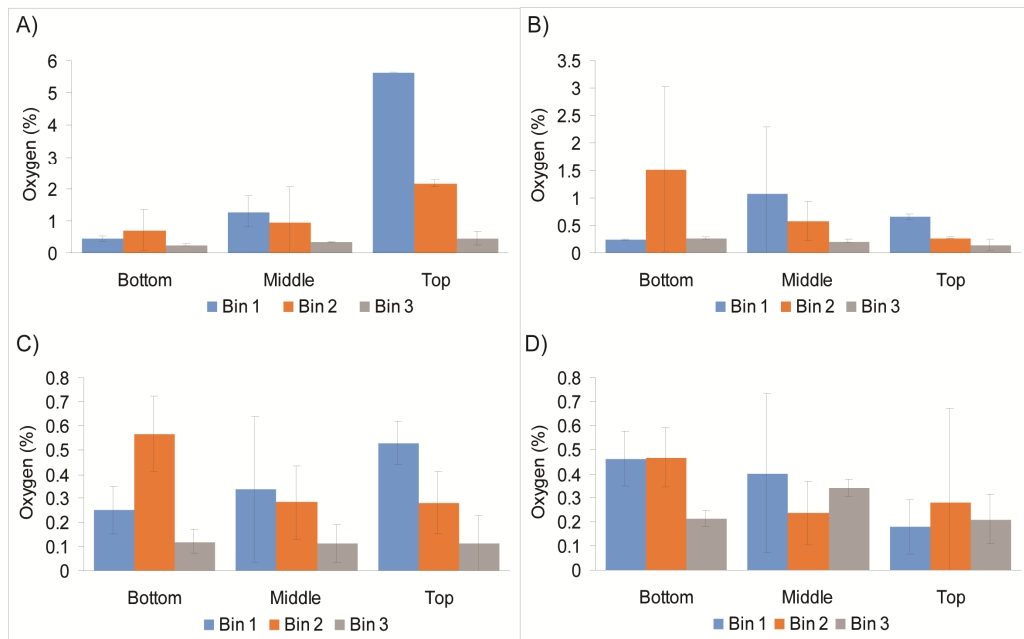 A)
Oxygen (%)
6
5
4
3
2
1
0
Bottom Middle Top
Bin 1 Bin 2 Bin 3
B)
Oxygen (%)
3.5
3
2.5
2
1.5
1
0.5
0
Bottom Middle Top
Bin 1 Bin 2 Bin 3
C)
Oxygen (%)
0.8
0.7
0.6
0.5
0.4
0.3
0.2
0.1
0
Bottom Middle Top
Bin 1 Bin 2 Bin 3
D)
Oxygen (%)
0.8
0.7
0.6
0.5
0.4
0.3
0.2
0.1
0
Bottom Middle Top
Bin 1 Bin 2 Bin 3